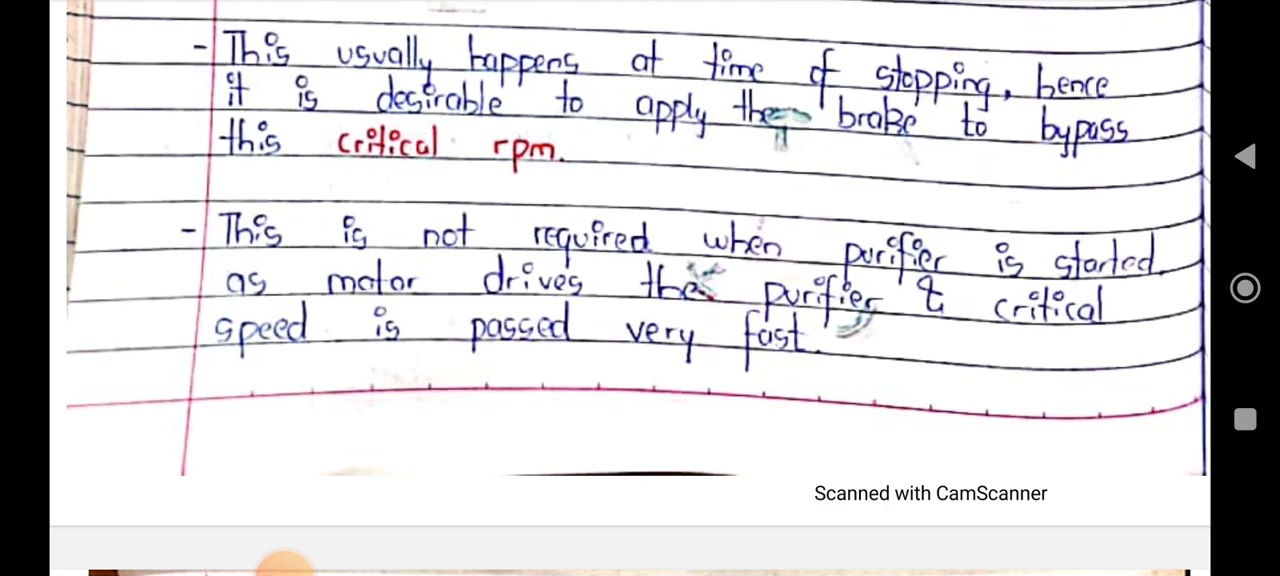 - This usually happens at time of stopping, hence
it is desirable to apply the brake to bypass
this critical rpm.
- This is not required when purifier is started
as motor drives the purifier & critical
speed is passed very fast.
Scanned with CamScanner